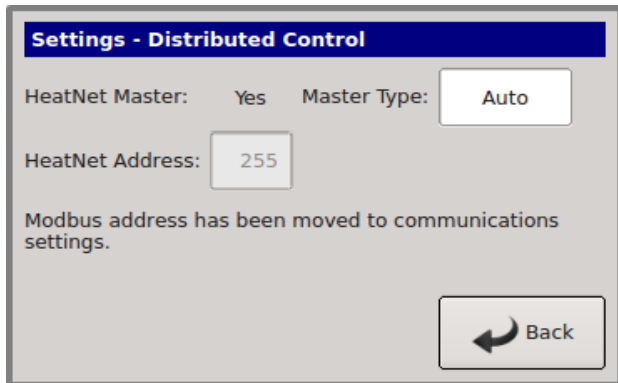 Settings - Distributed Control
HeatNet Master: Yes Master Type: Auto
HeatNet Address: 255
Modbus address has been moved to communications
settings.
Back